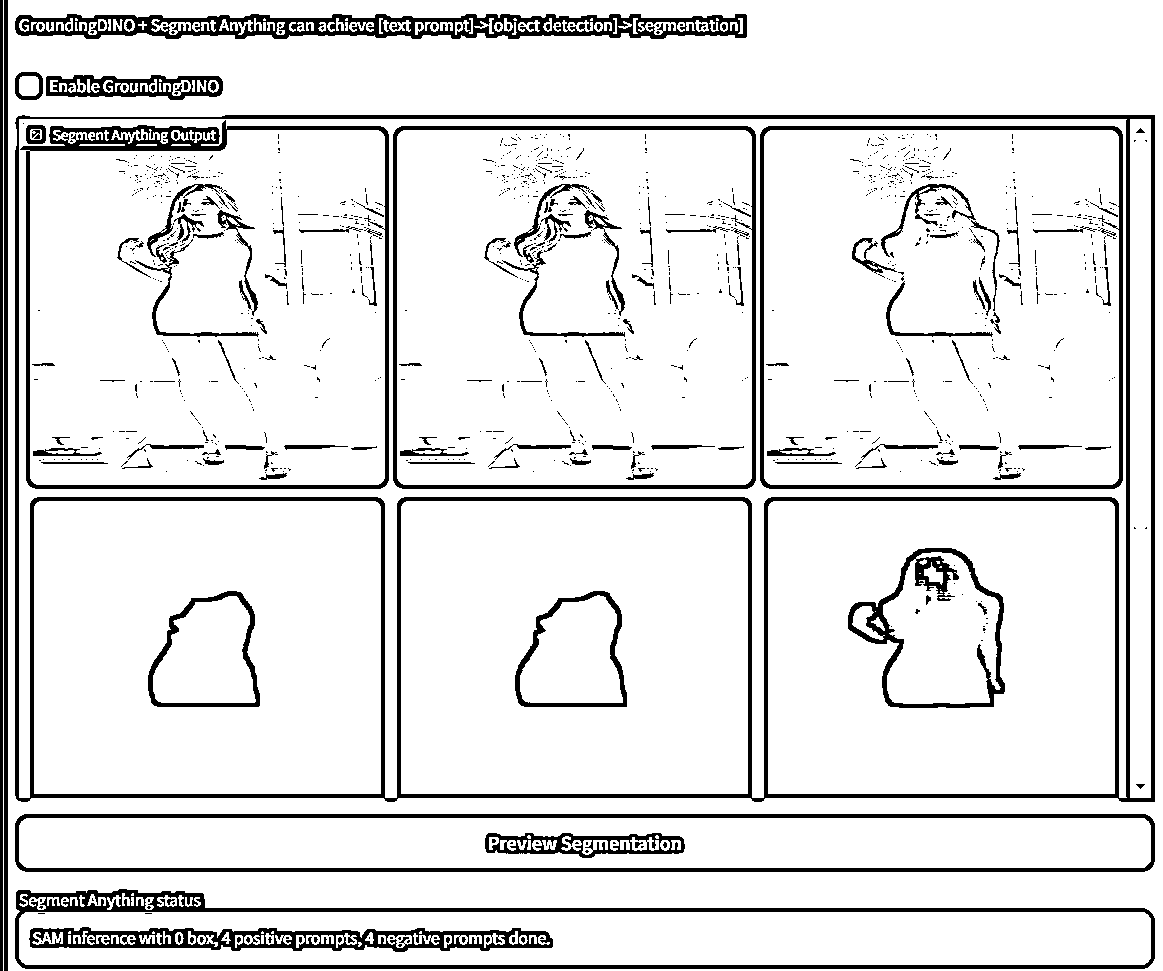 GroundingDINO + Segment Anything can achieve [text prompt]->[object detection]->[segmentation]
Enable GroundingDINO
Segment Anything Output
Preview Segmentation
Segment Anything status
SAM inference with 0 box, 4 positive prompts, 4 negative prompts done.